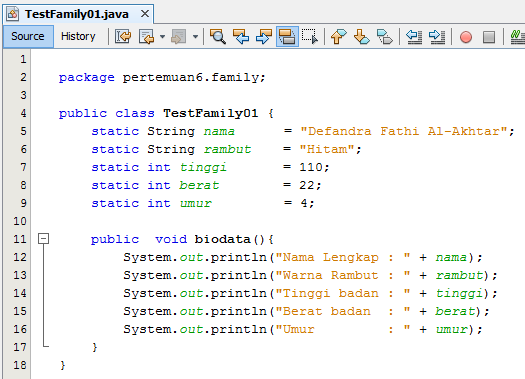 TestFamily01.java
Source History
1
2 package pertemuan6.family;
3
4 public class TestFamily01 {
5 static String nama = "Defandra Fathi Al-Akhtar";
6 static String rambut = "Hitam";
7 static int tinggi = 110;
8 static int berat = 22;
9 static int umur = 4;
10
11 public  void biodata(){
12 System.out.println("Nama Lengkap : " + nama);
13 System.out.println("Warna Rambut : " + rambut);
14 System.out.println("Tinggi badan : " + tinggi);
15 System.out.println("Berat badan  : " + berat);
16 System.out.println("Umur         : " + umur);
17 }
18 }